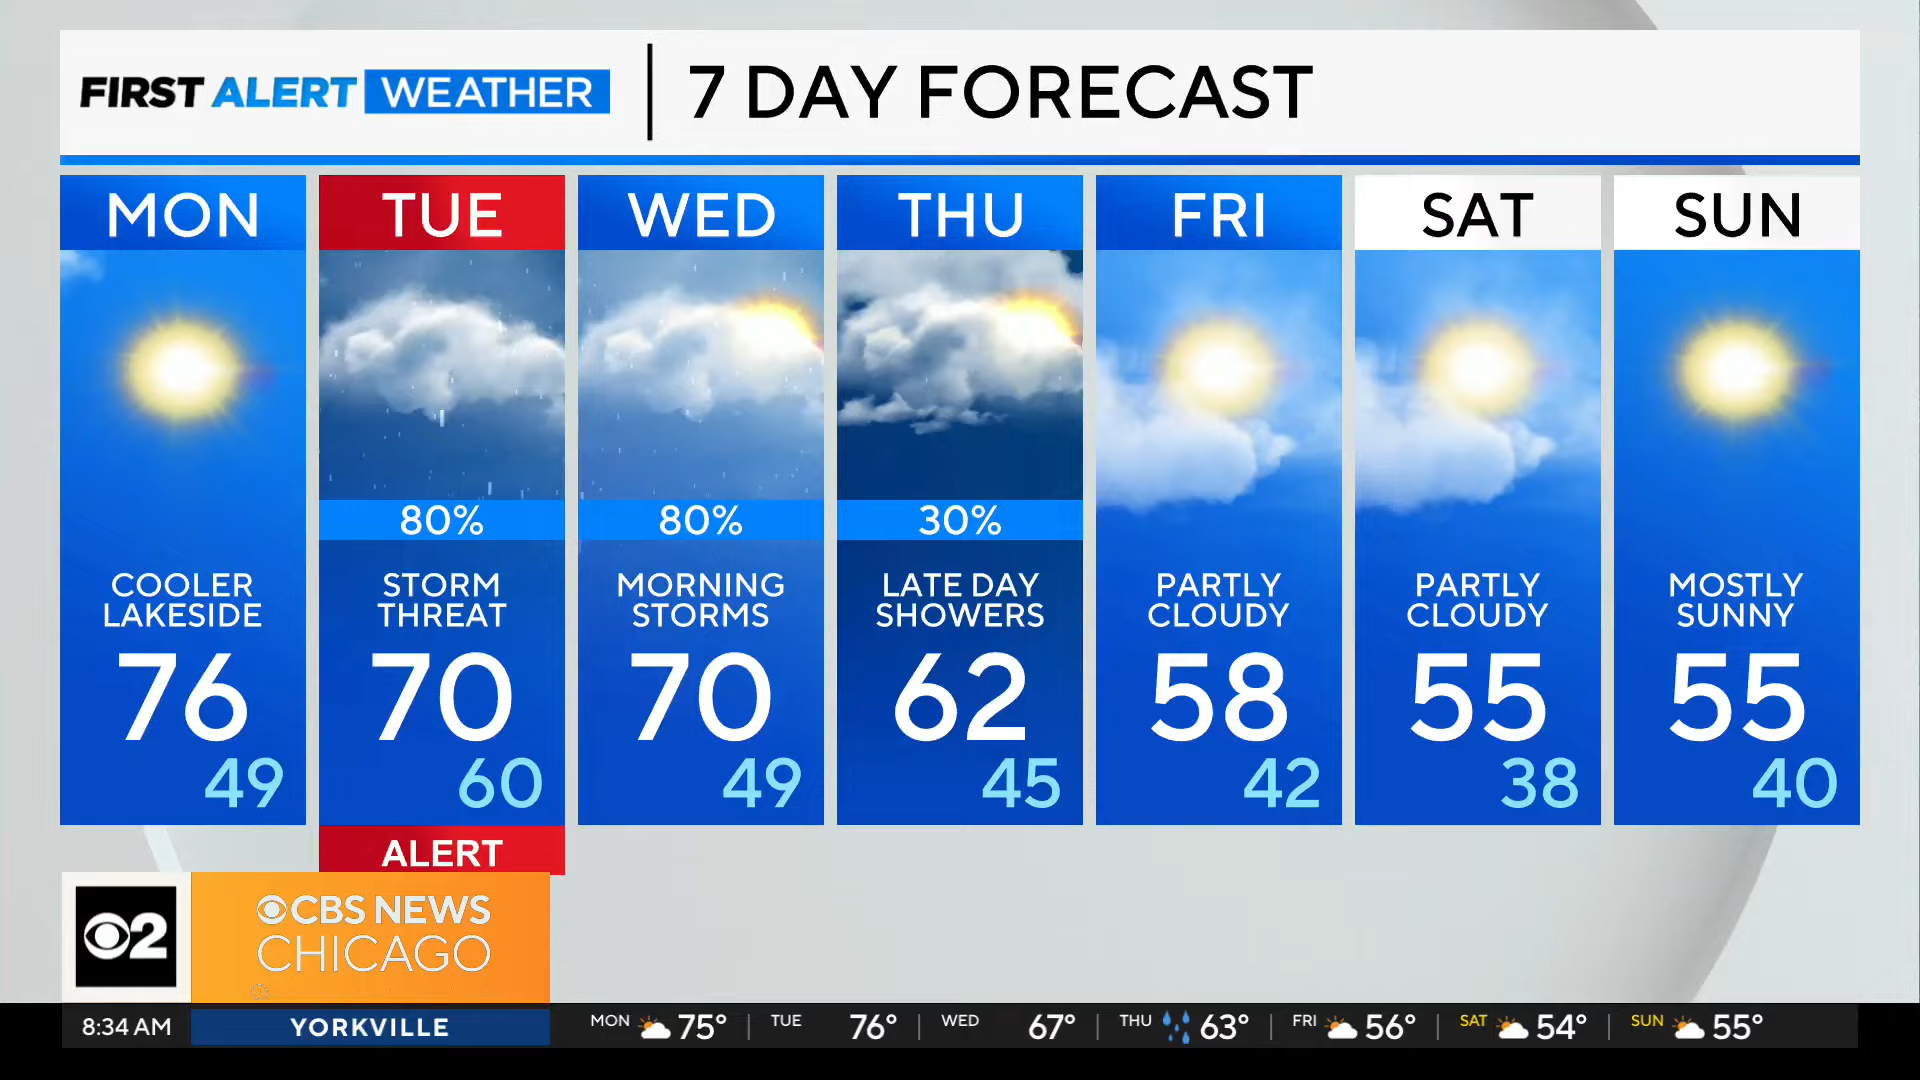 FIRST ALERT WEATHER
7 DAY FORECAST
MON
COOLER
LAKESIDE
76
49
TUE
80%
STORM
THREAT
70
60
ALERT
WED
80%
MORNING
STORMS
70
49
THU
30%
LATE DAY
SHOWERS
62
45
FRI
PARTLY
CLOUDY
58
42
SAT
PARTLY
CLOUDY
55
38
SUN
MOSTLY
SUNNY
55
40
2
CBS NEWS
CHICAGO
8:34 AM
YORKVILLE
MON 75° | TUE 76° | WED 67° | THU 63° | FRI 56° | SAT 54° | SUN 55°